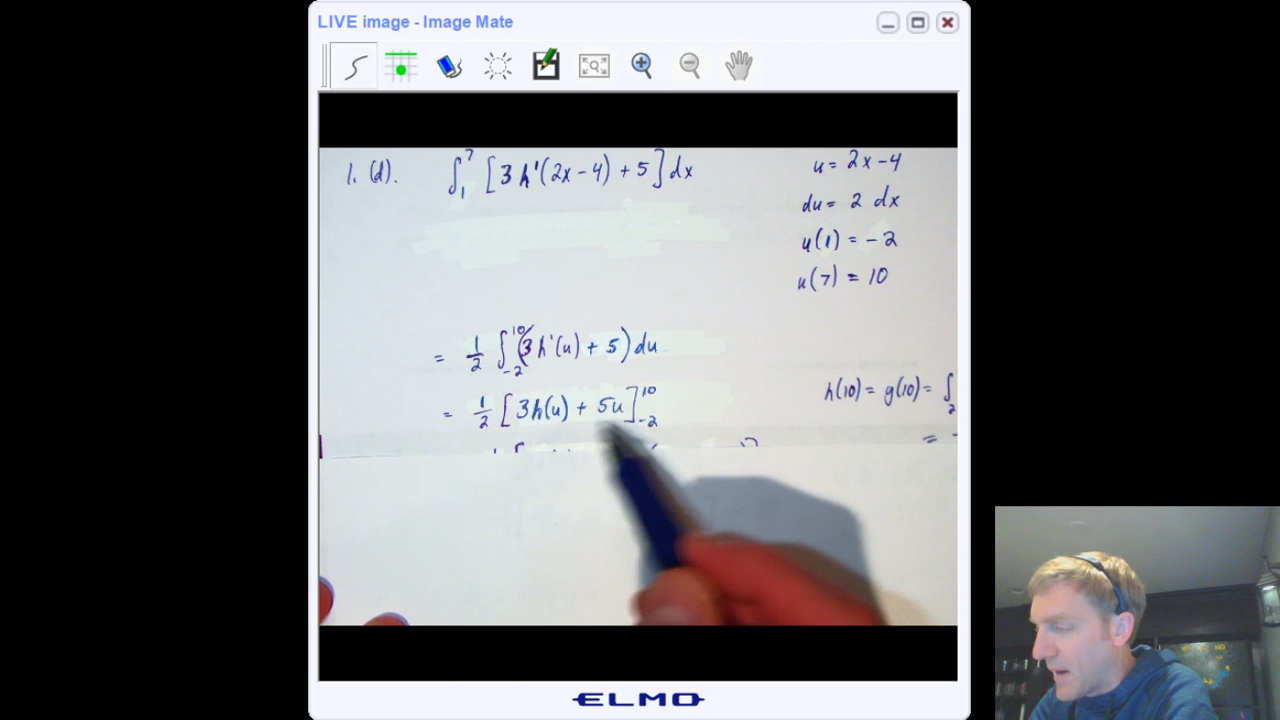 LIVE image - Image Mate
1. (d). ∫₁⁷ [3h'(2x-4)+5]dx
u = 2x-4
du = 2 dx
u(1) = -2
u(7) = 10
= 1/2 ∫₋₂¹⁰ (3h'(u) + 5) du
= 1/2 [3h(u) + 5u]₋₂¹⁰
h(10) = g(10) = ∫₂
= -
ELMO